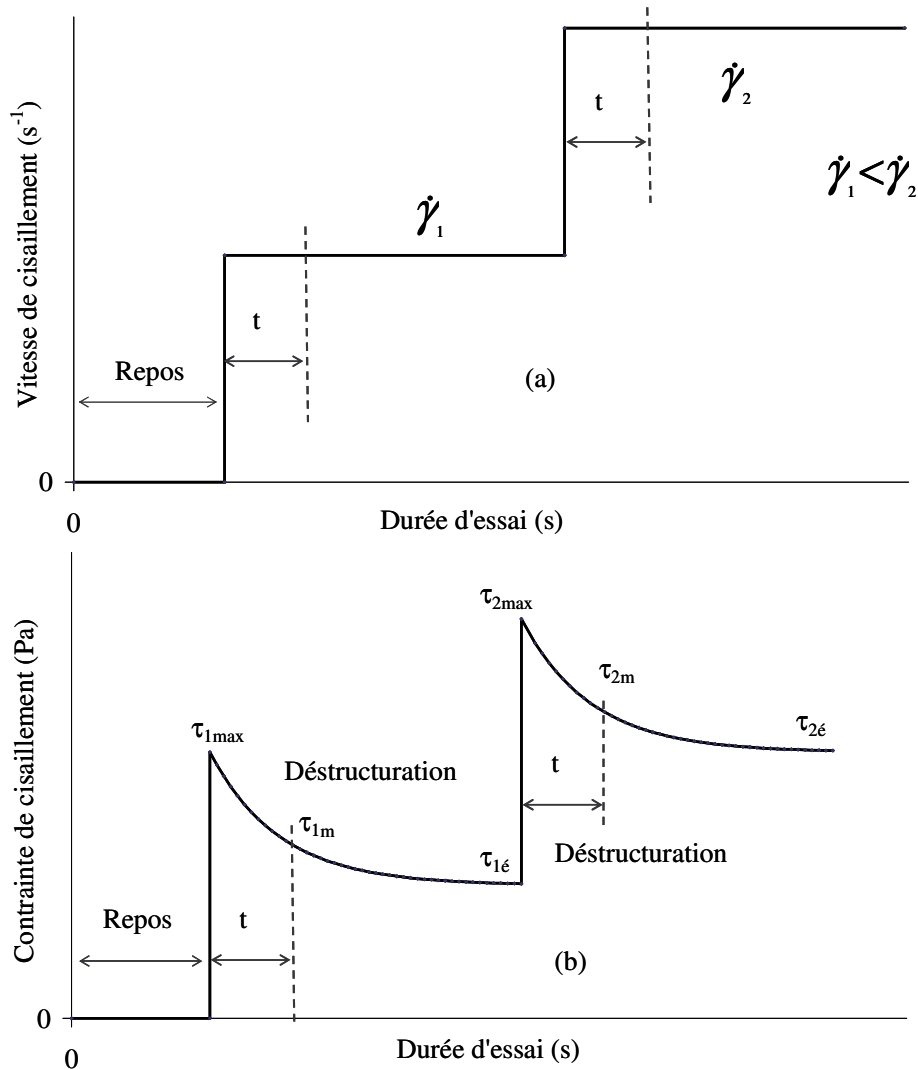 Vitesse de cisaillement (s⁻¹)
t
γ̇₂
γ̇₁<γ̇₂
γ̇₁
t
Repos
(a)
0
0
Durée d'essai (s)
Contrainte de cisaillement (Pa)
τ2max
τ2m
τ1max
τ2é
Déstructuration
t
τ1m
τ1é
Déstructuration
Repos
t
(b)
0
0
Durée d'essai (s)